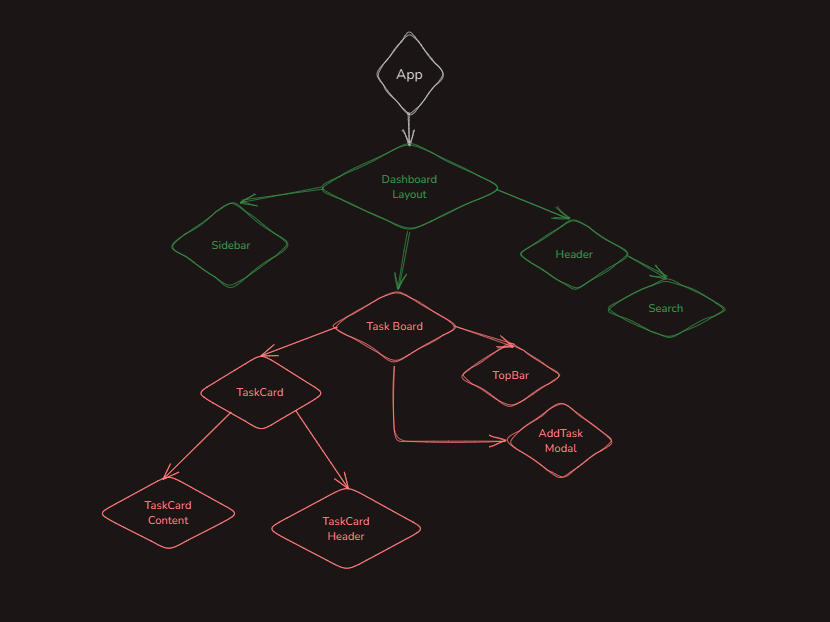 App
Dashboard
Layout
Sidebar
Header
Search
Task Board
TopBar
TaskCard
AddTask
Modal
TaskCard
Content
TaskCard
Header